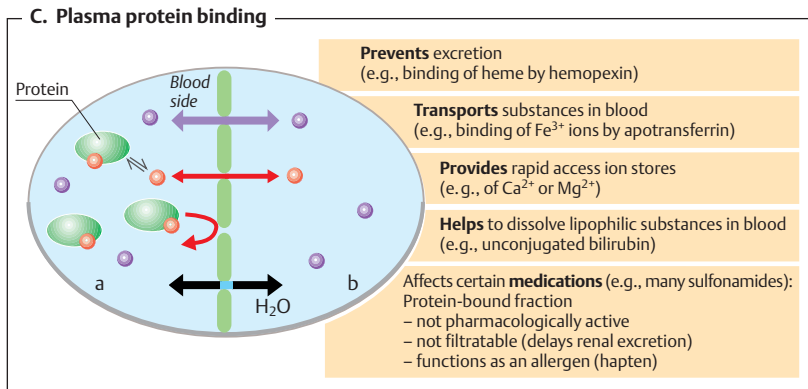 C. Plasma protein binding
Protein
Blood
side
a
b
H₂O
Prevents excretion
(e.g., binding of heme by hemopexin)
Transports substances in blood
(e.g., binding of Fe³⁺ ions by apotransferrin)
Provides rapid access ion stores
(e.g., of Ca²⁺ or Mg²⁺)
Helps to dissolve lipophilic substances in blood
(e.g., unconjugated bilirubin)
Affects certain medications (e.g., many sulfonamides):
Protein-bound fraction
– not pharmacologically active
– not filtratable (delays renal excretion)
– functions as an allergen (hapten)